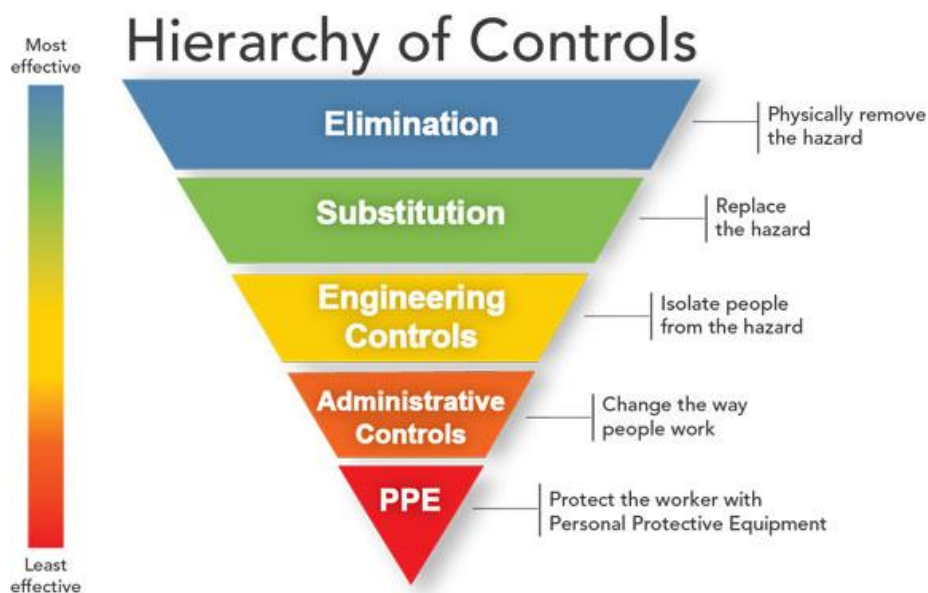 Hierarchy of Controls
Most
effective
Elimination
Physically remove
the hazard
Substitution
Replace
the hazard
Engineering
Controls
Isolate people
from the hazard
Administrative
Controls
Change the way
people work
PPE
Protect the worker with
Personal Protective Equipment
Least
effective